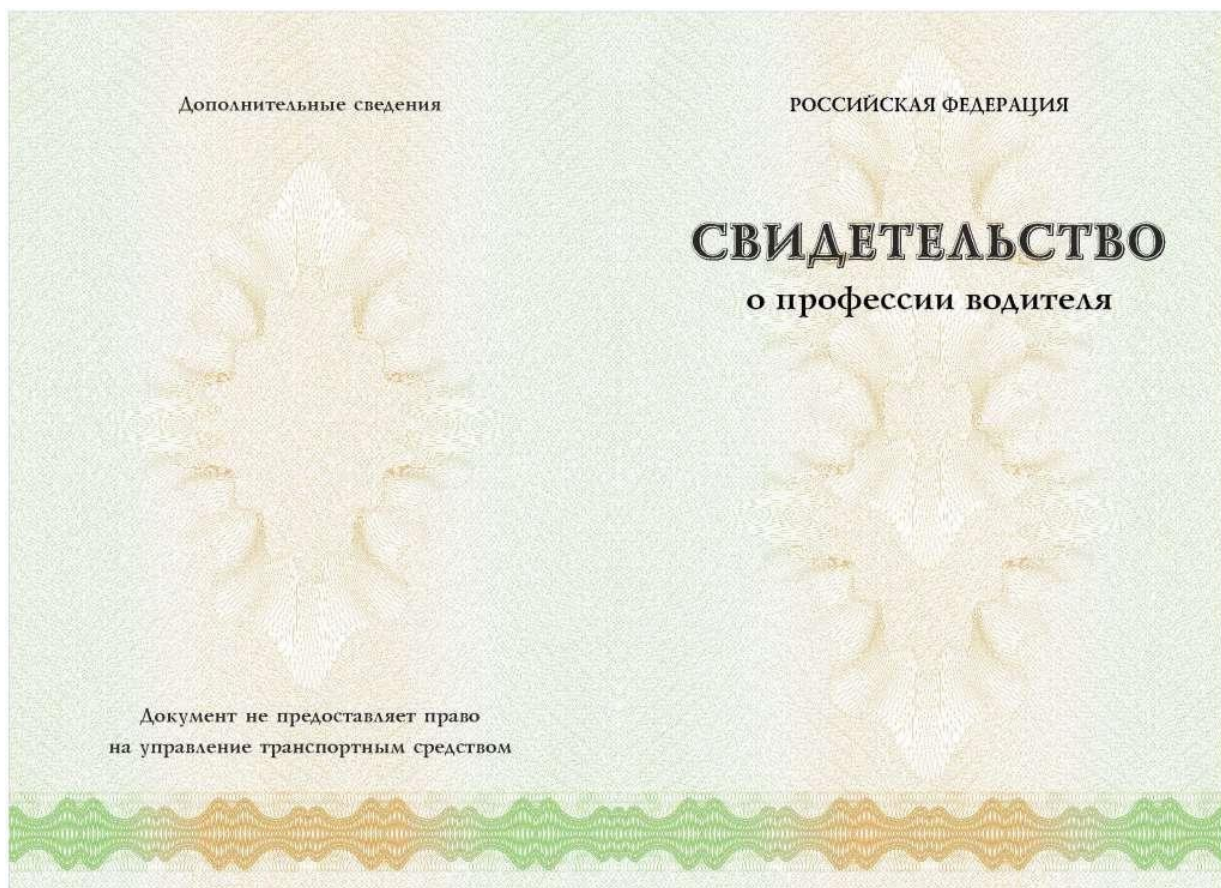 Дополнительные сведения
Документ не предоставляет право
на управление транспортным средством
РОССИЙСКАЯ ФЕДЕРАЦИЯ
СВИДЕТЕЛЬСТВО
о профессии водителя